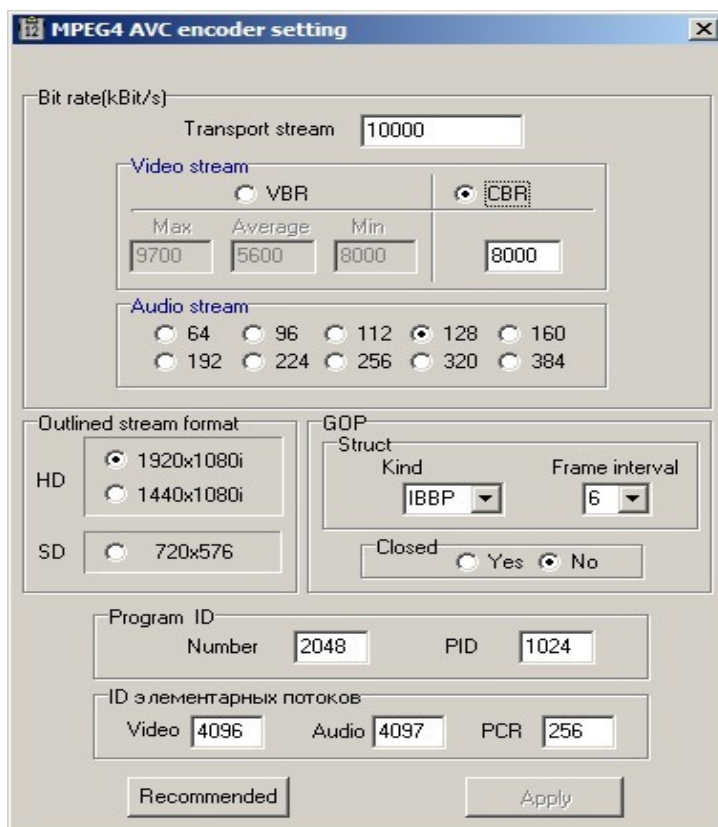 MPEG4 AVC encoder setting
Bit rate(kBit/s)
Transport stream 10000
Video stream
VBR CBR
Max Average Min
9700 5600 8000 8000
Audio stream
64 96 112 128 160
192 224 256 320 384
Outlined stream format
HD
1920x1080i
1440x1080i
SD 720x576
GOP
Struct
Kind Frame interval
IBBP 6
Closed Yes No
Program ID
Number 2048 PID 1024
ID элементарных потоков
Video 4096 Audio 4097 PCR 256
Recommended Apply